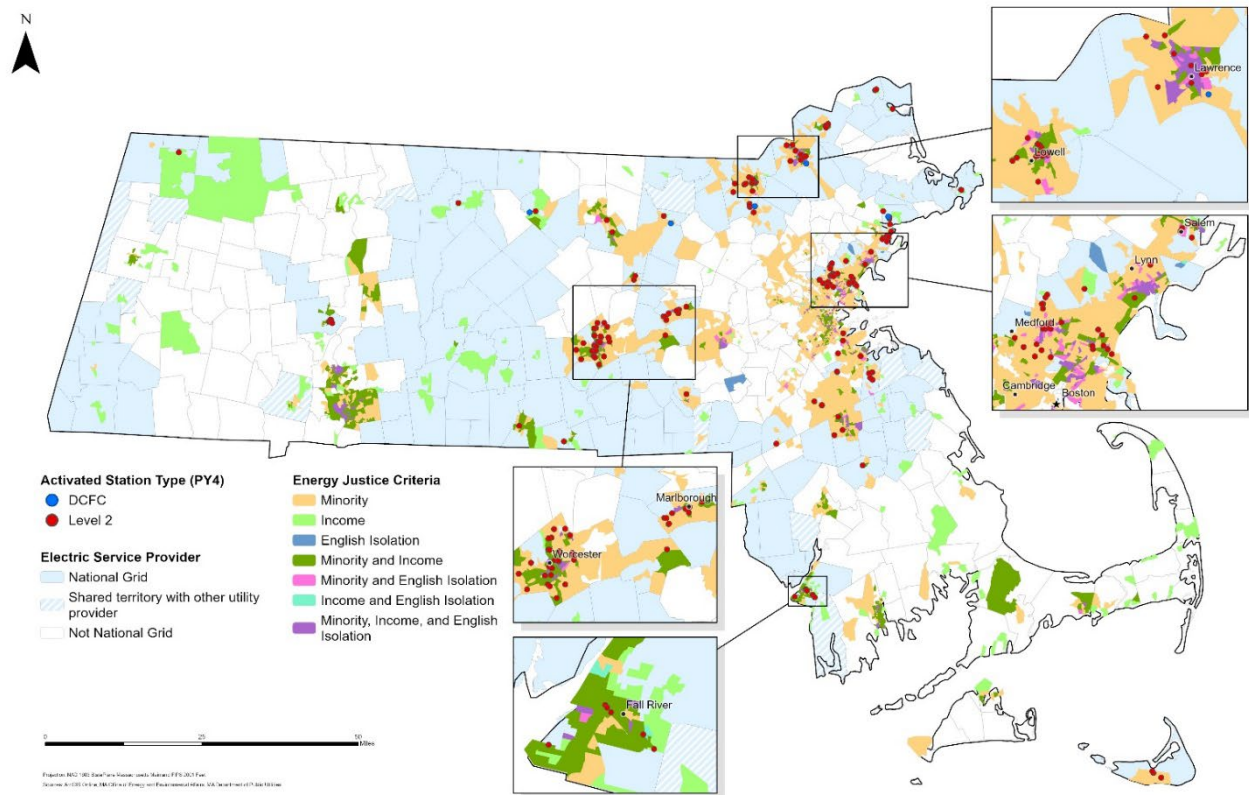 N
Lawrence
Lowell
Salem
Lynn
Medford
Cambridge
Boston
Activated Station Type (PY4)
DCFC
Level 2
Electric Service Provider
National Grid
Shared territory with other utility
provider
Not National Grid
Energy Justice Criteria
Minority
Income
English Isolation
Minority and Income
Minority and English Isolation
Income and English Isolation
Minority, Income, and English
Isolation
Marlborough
Worcester
Fall River
0
25
50
Miles